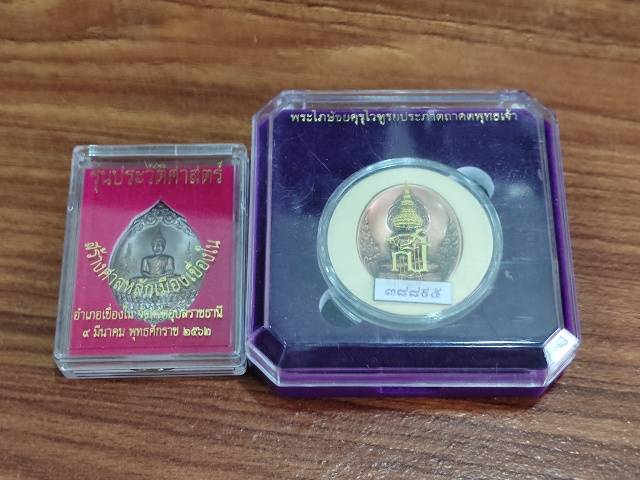 รุ่นประวัติศาสตร์
สร้างศาลหลักเมืองเขื่องใน
อำเภอเขื่องใน จังหวัดอุบลราชธานี
๙ มีนาคม พุทธศักราช ๒๕๖๒
พระไภษัชยคุรุไวฑูรยประภาตถาคตพุทธเจ้า
๓๘๘๙๕